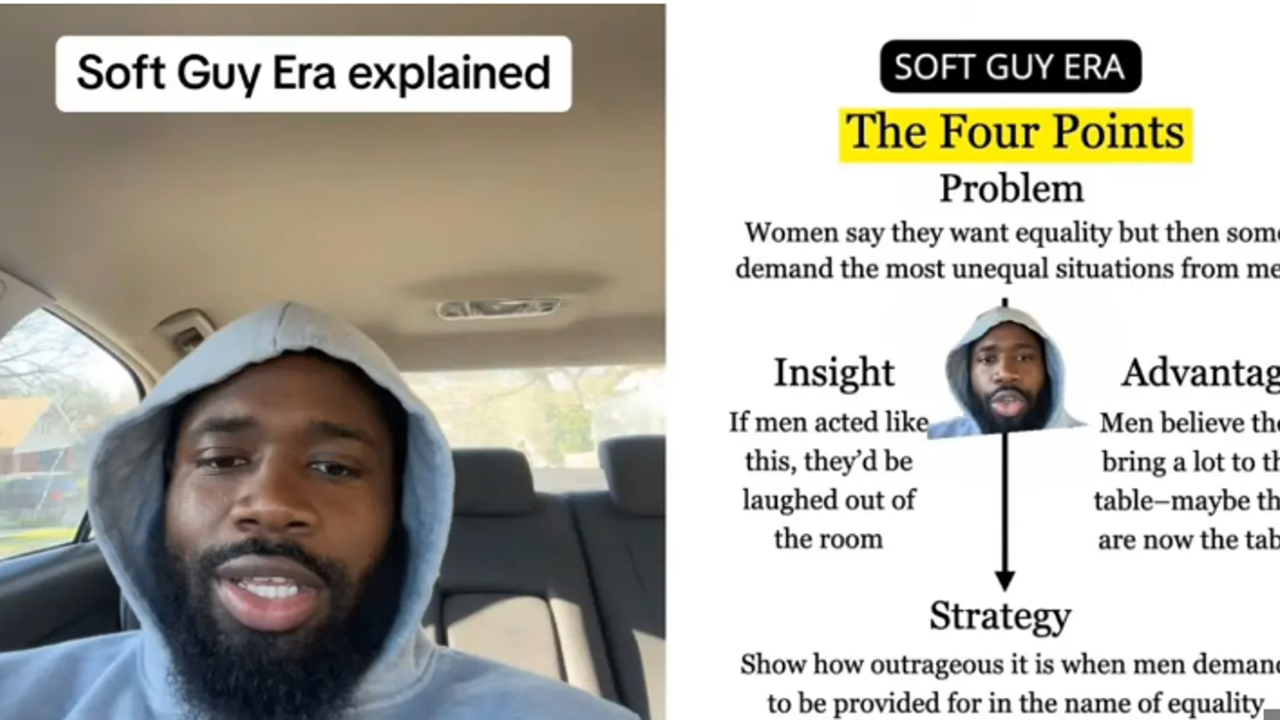 Soft Guy Era explained
SOFT GUY ERA
The Four Points
Problem
Women say they want equality but then some
demand the most unequal situations from me
Insight
If men acted like
this, they’d be
laughed out of
the room
Advantag
Men believe the
bring a lot to th
table–maybe th
are now the tab
Strategy
Show how outrageous it is when men demand
to be provided for in the name of equality